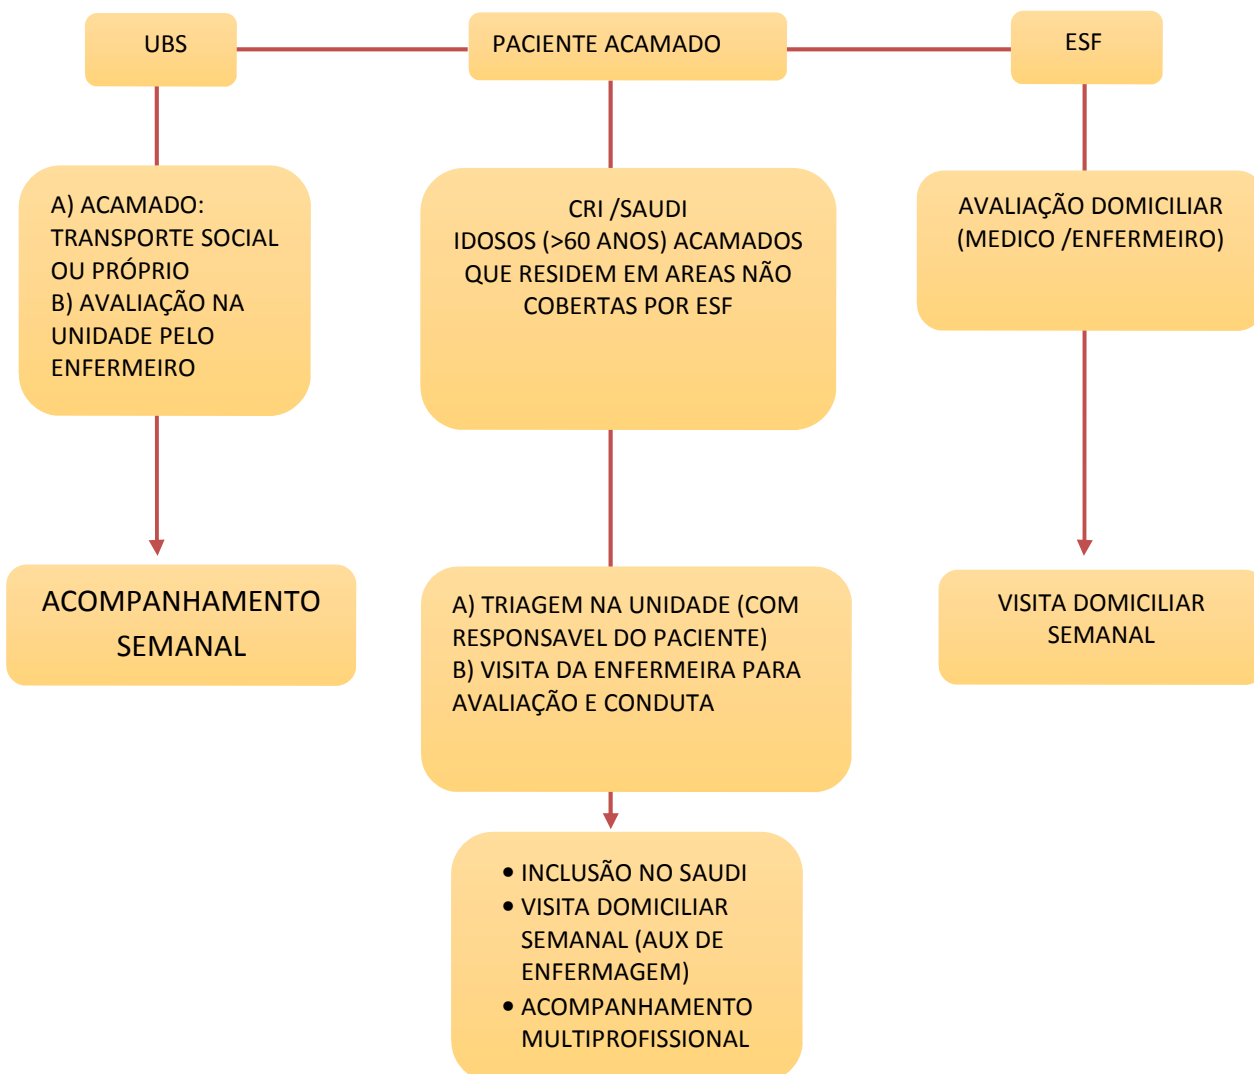 UBS
PACIENTE ACAMADO
ESF
A) ACAMADO:
TRANSPORTE SOCIAL
OU PRÓPRIO
B) AVALIAÇÃO NA
UNIDADE PELO
ENFERMEIRO
CRI /SAUDI
IDOSOS (>60 ANOS) ACAMADOS
QUE RESIDEM EM AREAS NÃO
COBERTAS POR ESF
AVALIAÇÃO DOMICILIAR
(MEDICO /ENFERMEIRO)
ACOMPANHAMENTO
SEMANAL
A) TRIAGEM NA UNIDADE (COM
RESPONSAVEL DO PACIENTE)
B) VISITA DA ENFERMEIRA PARA
AVALIAÇÃO E CONDUTA
VISITA DOMICILIAR
SEMANAL
• INCLUSÃO NO SAUDI
• VISITA DOMICILIAR
SEMANAL (AUX DE
ENFERMAGEM)
• ACOMPANHAMENTO
MULTIPROFISSIONAL